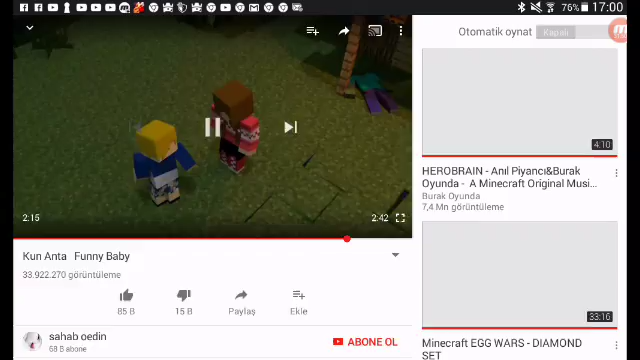 76% 17:00
Otomatik oynat Kapalı
2:15
2:42
4:10
HEROBRAIN - Anıl Piyancı&Burak
Oyunda - A Minecraft Original Musi...
Burak Oyunda
7,4 Mn görüntüleme
Kun Anta Funny Baby
33.922.270 görüntüleme
85 B
15 B
Paylaş
Ekle
33:16
sahab oedin
68 B abone
ABONE OL
Minecraft EGG WARS - DIAMOND
SET